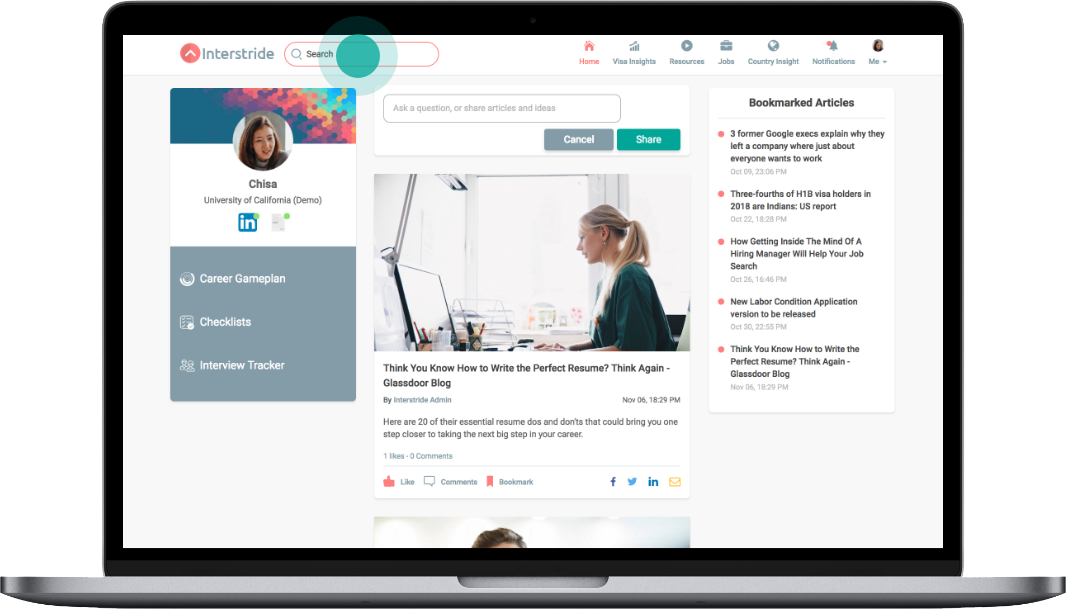 Interstride
Search
Home
Visa Insights
Resources
Jobs
Country Insight
Notifications
Me
Chisa
University of California (Demo)
in
Career Gameplan
Checklists
Interview Tracker
Ask a question, or share articles and ideas
Cancel
Share
Think You Know How to Write the Perfect Resume? Think Again -
Glassdoor Blog
By Interstride Admin
Nov 06, 18:29 PM
Here are 20 of their essential resume dos and don'ts that could bring you one
step closer to taking the next big step in your career.
1 likes - 0 Comments
Like
Comments
Bookmark
f
in
Bookmarked Articles
3 former Google execs explain why they
left a company where just about
everyone wants to work
Oct 09, 23:06 PM
Three-fourths of H1B visa holders in
2018 are Indians: US report
Oct 22, 18:28 PM
How Getting Inside The Mind Of A
Hiring Manager Will Help Your Job
Search
Oct 26, 16:46 PM
New Labor Condition Application
version to be released
Oct 30, 22:55 PM
Think You Know How to Write the
Perfect Resume? Think Again -
Glassdoor Blog
Nov 06, 18:29 PM